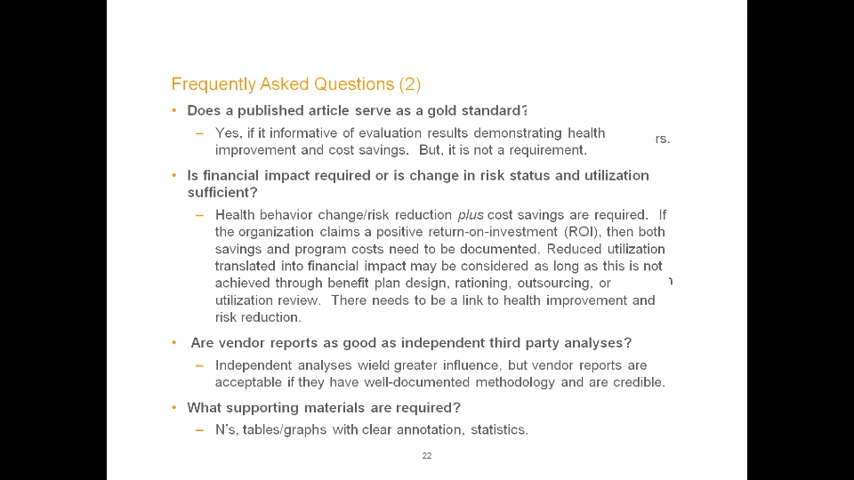 Frequently Asked Questions (2)
• Does a published article serve as a gold standard?
– Yes, if it informative of evaluation results demonstrating health
improvement and cost savings. But, it is not a requirement.
rs.
• Is financial impact required or is change in risk status and utilization
sufficient?
– Health behavior change/risk reduction plus cost savings are required. If
the organization claims a positive return-on-investment (ROI), then both
savings and program costs need to be documented. Reduced utilization
translated into financial impact may be considered as long as this is not
achieved through benefit plan design, rationing, outsourcing, or
utilization review. There needs to be a link to health improvement and
risk reduction.
• Are vendor reports as good as independent third party analyses?
– Independent analyses wield greater influence, but vendor reports are
acceptable if they have well-documented methodology and are credible.
• What supporting materials are required?
– N's, tables/graphs with clear annotation, statistics.
22